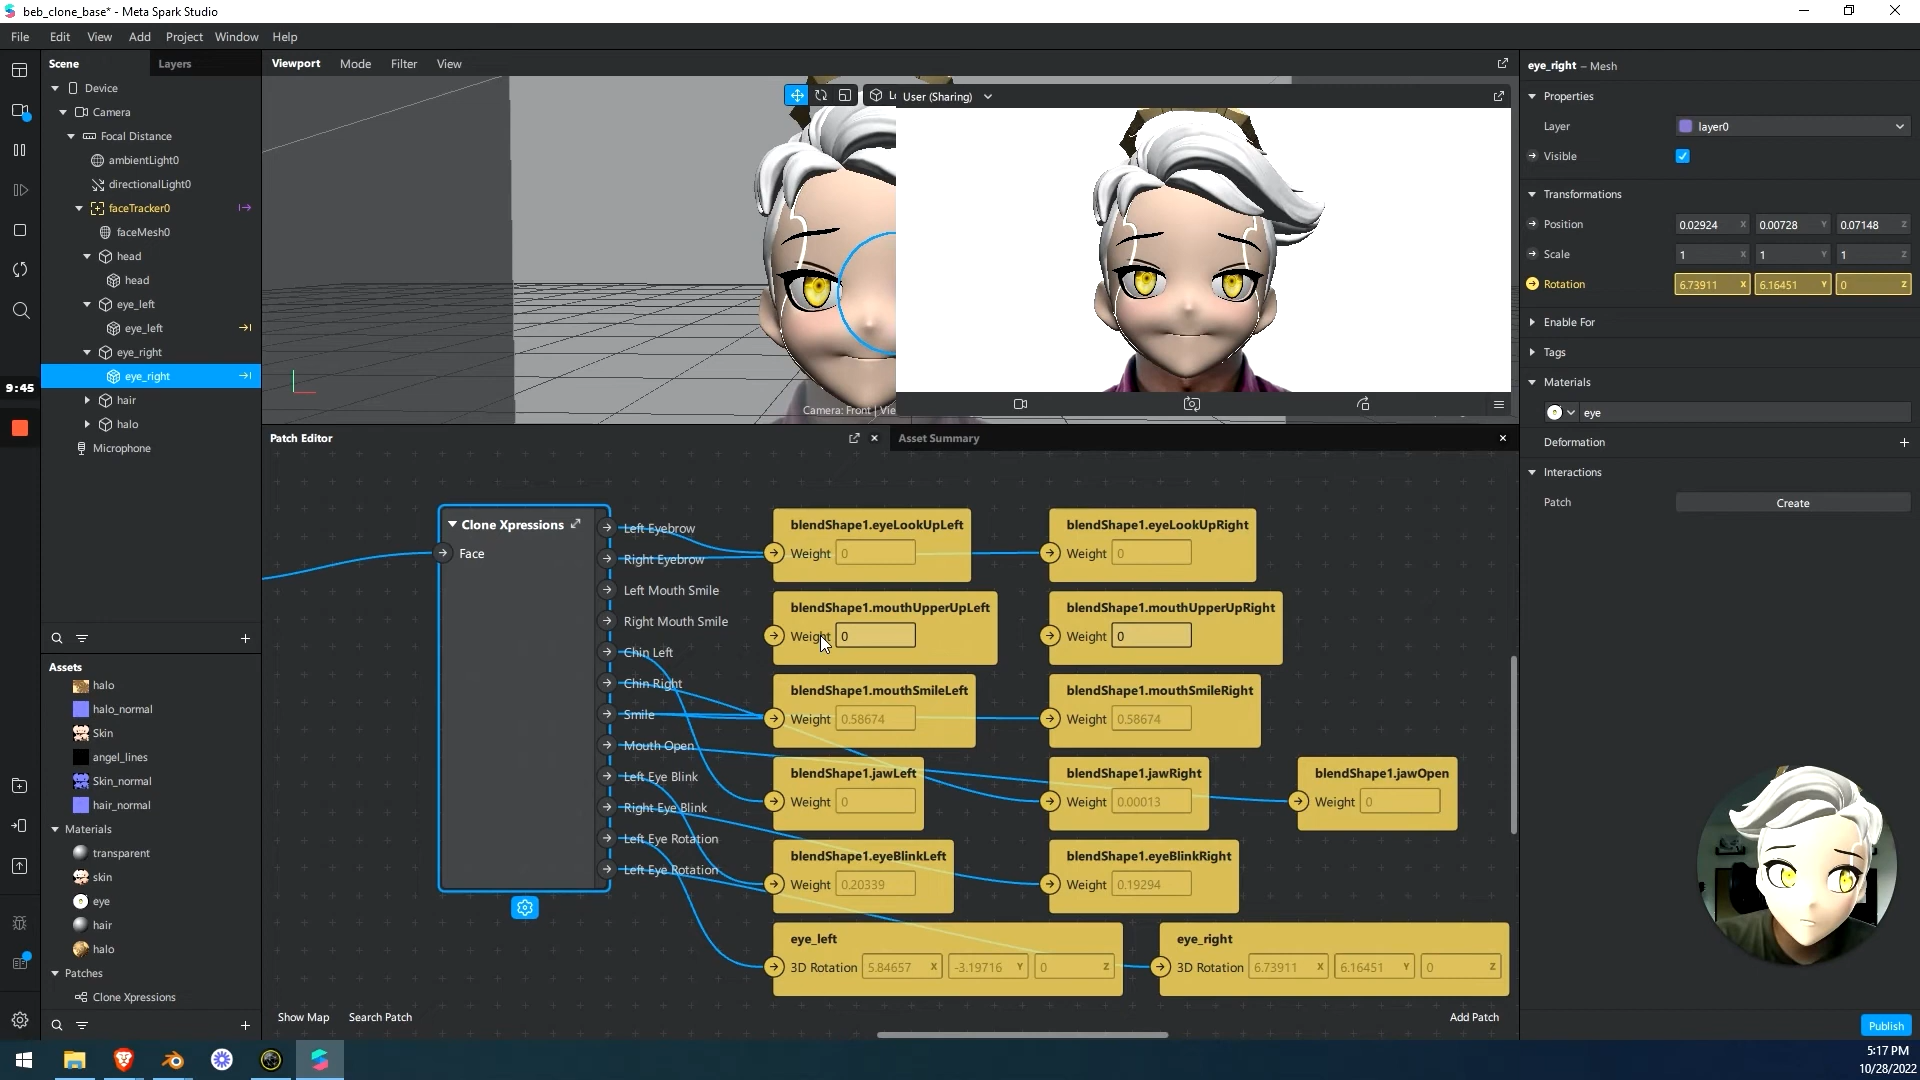 beb_clone_base* - Meta Spark Studio
File Edit View Add Project Window Help
Scene Layers
Device
Camera
Focal Distance
ambientLight0
directionalLight0
faceTracker0
faceMesh0
head
head
eye_left
eye_left
eye_right
eye_right
hair
halo
Microphone
9:45
Assets
halo
halo_normal
Skin
angel_lines
Skin_normal
hair_normal
Materials
transparent
skin
eye
hair
halo
Patches
Clone Xpressions
Viewport Mode Filter View
L User (Sharing)
Camera: Front | Vie
Patch Editor
Asset Summary
Clone Xpressions
Face
Left Eyebrow
Right Eyebrow
Left Mouth Smile
Right Mouth Smile
Chin Left
Chin Right
Smile
Mouth Open
Left Eye Blink
Right Eye Blink
Left Eye Rotation
Left Eye Rotation
blendShape1.eyeLookUpLeft
Weight 0
blendShape1.eyeLookUpRight
Weight 0
blendShape1.mouthUpperUpLeft
Weight 0
blendShape1.mouthUpperUpRight
Weight 0
blendShape1.mouthSmileLeft
Weight 0.58674
blendShape1.mouthSmileRight
Weight 0.58674
blendShape1.jawLeft
Weight 0
blendShape1.jawRight
Weight 0.00013
blendShape1.jawOpen
Weight 0
blendShape1.eyeBlinkLeft
Weight 0.20339
blendShape1.eyeBlinkRight
Weight 0.19294
eye_left
3D Rotation 5.84657 X -3.19716 Y 0 Z
eye_right
3D Rotation 6.73911 X 6.16451 Y 0 Z
Show Map Search Patch
Add Patch
eye_right – Mesh
Properties
Layer layer0
Visible
Transformations
Position 0.02924 X 0.00728 Y 0.07148 Z
Scale 1 X 1 Y 1 Z
Rotation 6.73911 X 6.16451 Y 0 Z
Enable For
Tags
Materials
eye
Deformation
Interactions
Patch Create
Publish
5:17 PM
10/28/2022